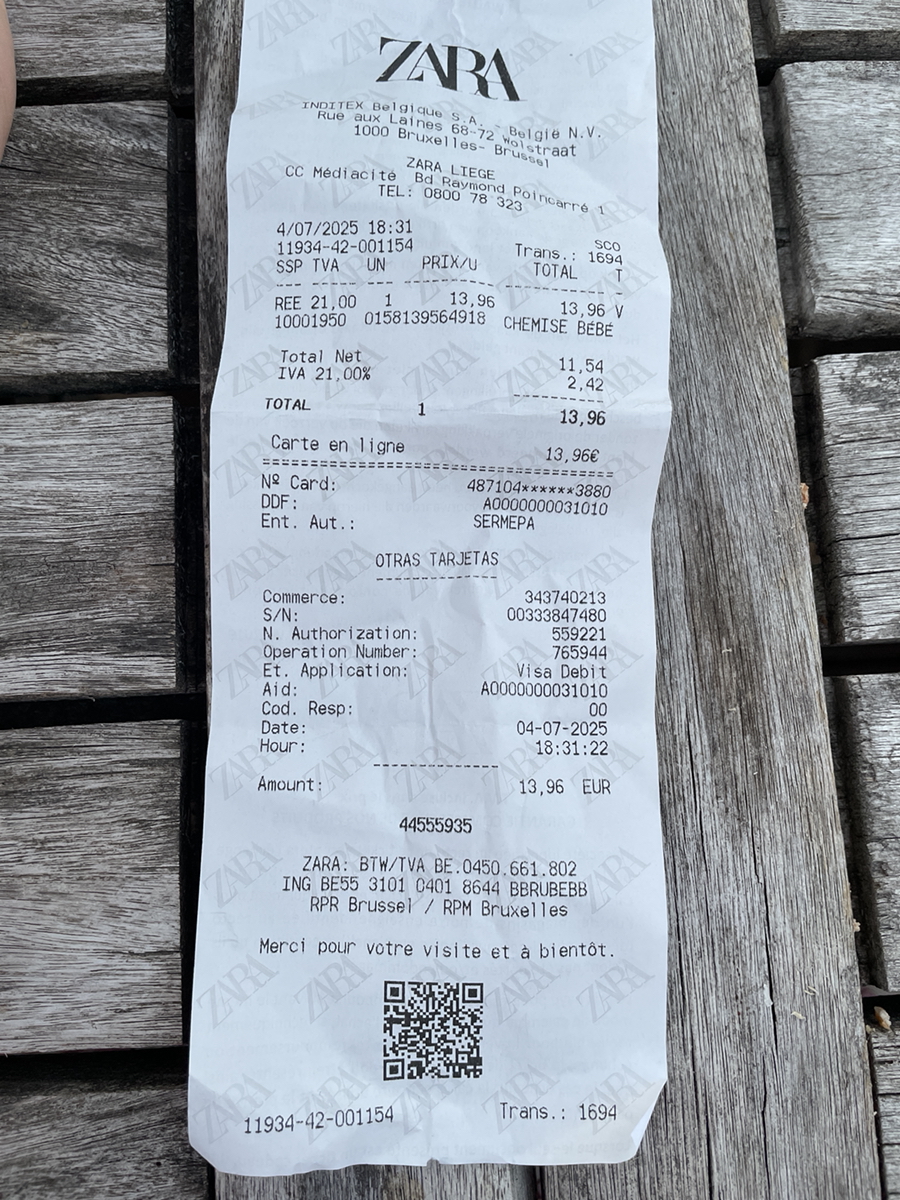 ZARA
INDITEX Belgique S.A. - België N.V.
Rue aux Laines 68-72 Wolstraat
1000 Bruxelles- Brussel
ZARA LIEGE
CC Médiacité Bd Raymond Poincarré 1
TEL: 0800 78 323
4/07/2025 18:31 SCO
11934-42-001154 Trans.: 1694
SSP TVA UN PRIX/U TOTAL T
REE 21,00 1 13,96 13,96 V
10001950 0158139564918 CHEMISE BÉBÉ
Total Net 11,54
IVA 21,00% 2,42
TOTAL 1 13,96
Carte en ligne 13,96€
Nº Card: 487104******3880
DDF: A0000000031010
Ent. Aut.: SERMEPA
OTRAS TARJETAS
Commerce: 343740213
S/N: 00333847480
N. Authorization: 559221
Operation Number: 765944
Et. Application: Visa Debit
Aid: A0000000031010
Cod. Resp: 00
Date: 04-07-2025
Hour: 18:31:22
Amount: 13,96 EUR
44555935
ZARA: BTW/TVA BE.0450.661.802
ING BE55 3101 0401 8644 BBRUBEBB
RPR Brussel / RPM Bruxelles
Merci pour votre visite et à bientôt.
11934-42-001154 Trans.: 1694